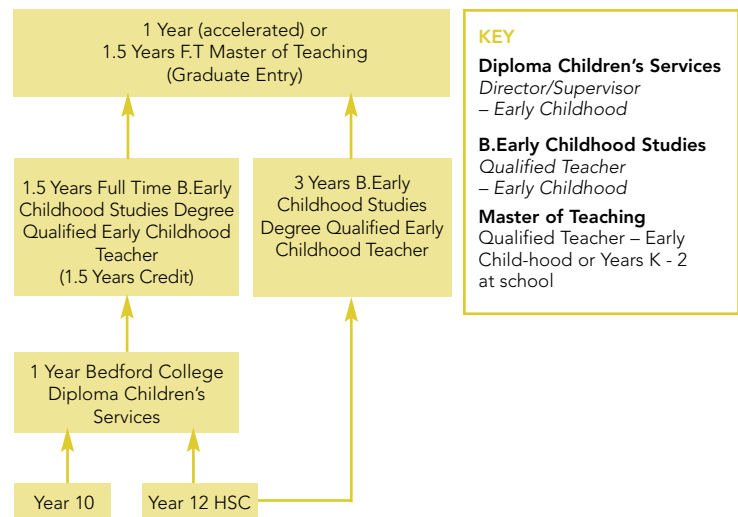 1 Year (accelerated) or
1.5 Years F.T Master of Teaching
(Graduate Entry)
1.5 Years Full Time B.Early
Childhood Studies Degree
Qualified Early Childhood
Teacher
(1.5 Years Credit)
3 Years B.Early
Childhood Studies
Degree Qualified Early
Childhood Teacher
1 Year Bedford College
Diploma Children's
Services
Year 10
Year 12 HSC
KEY
Diploma Children's Services
Director/Supervisor
– Early Childhood
B.Early Childhood Studies
Qualified Teacher
– Early Childhood
Master of Teaching
Qualified Teacher – Early
Child-hood or Years K - 2
at school